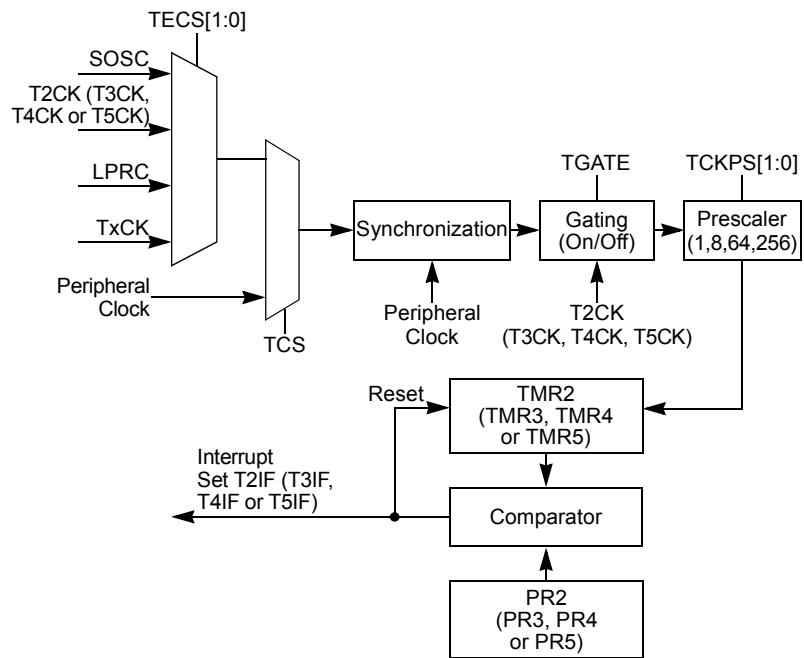 TECS[1:0]
SOSC
T2CK (T3CK,
T4CK or T5CK)
LPRC
TxCK
Peripheral
Clock
TCS
Synchronization
Peripheral
Clock
TGATE
Gating
(On/Off)
T2CK
(T3CK, T4CK, T5CK)
TCKPS[1:0]
Prescaler
(1,8,64,256)
Reset
TMR2
(TMR3, TMR4
or TMR5)
Interrupt
Set T2IF (T3IF,
T4IF or T5IF)
Comparator
PR2
(PR3, PR4
or PR5)